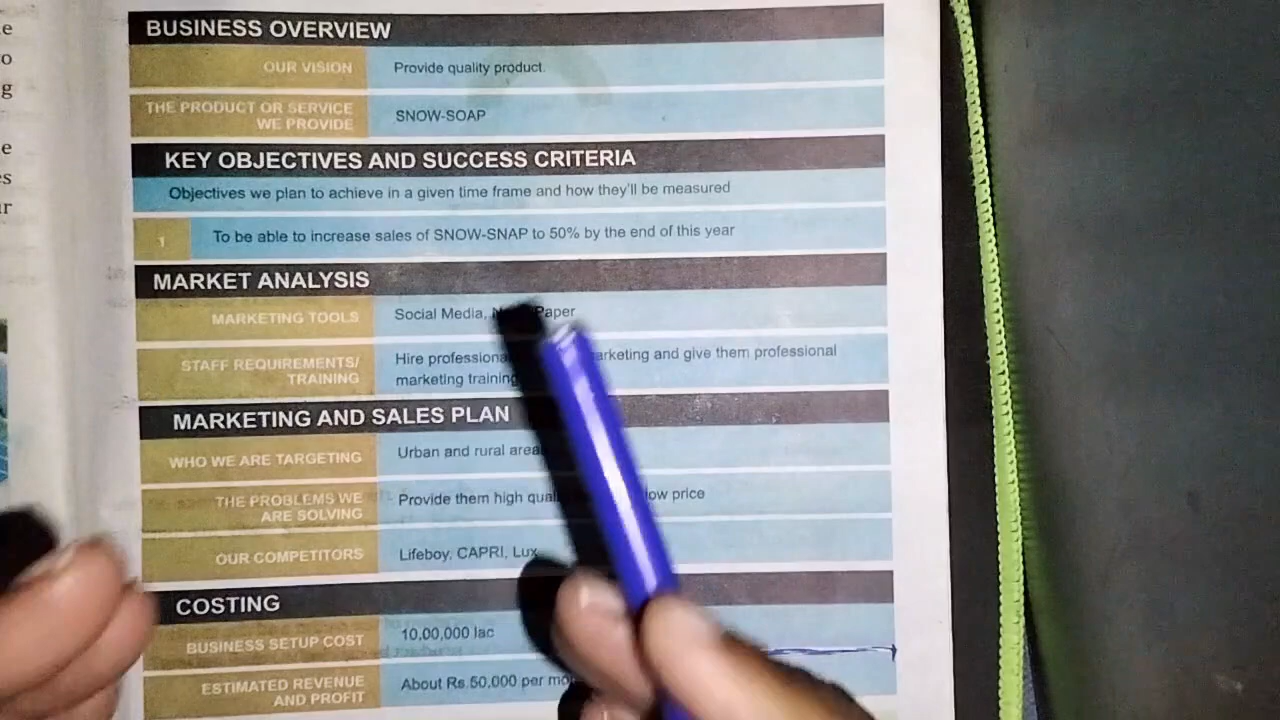 e
o
g
e
es
ur
BUSINESS OVERVIEW
OUR VISION Provide quality product.
THE PRODUCT OR SERVICE
WE PROVIDE SNOW-SOAP
KEY OBJECTIVES AND SUCCESS CRITERIA
Objectives we plan to achieve in a given time frame and how they'll be measured
1 To be able to increase sales of SNOW-SNAP to 50% by the end of this year
MARKET ANALYSIS
MARKETING TOOLS Social Media, Paper
STAFF REQUIREMENTS/ Hire arketing and give them professional
TRAINING marketing training
MARKETING AND SALES PLAN
WHO WE ARE TARGETING Urban and rural area
THE PROBLEMS WE
ARE SOLVING Provide them high low price
OUR COMPETITORS Lifeboy, CAPRI, Lux
COSTING
BUSINESS SETUP COST 10,00,000 lac
ESTIMATED REVENUE
AND PROFIT About Rs.50,000 per